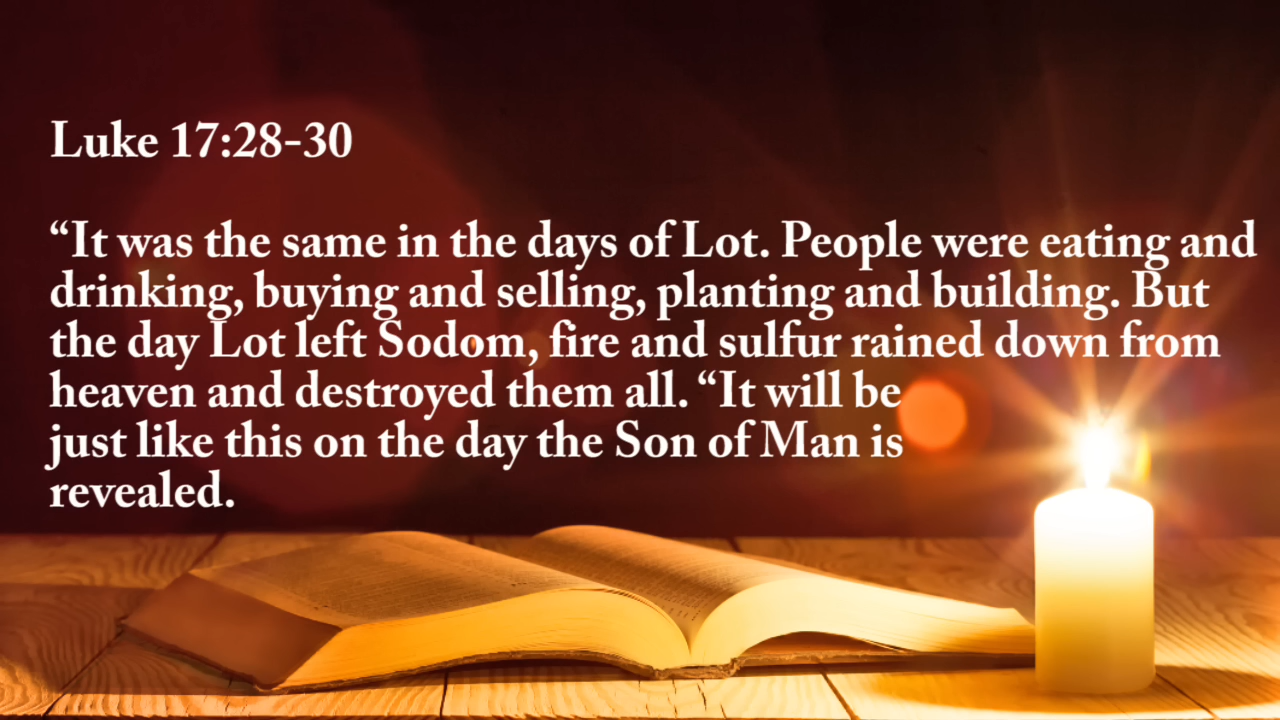 Luke 17:28-30
“It was the same in the days of Lot. People were eating and
drinking, buying and selling, planting and building. But
the day Lot left Sodom, fire and sulfur rained down from
heaven and destroyed them all. “It will be
just like this on the day the Son of Man is
revealed.